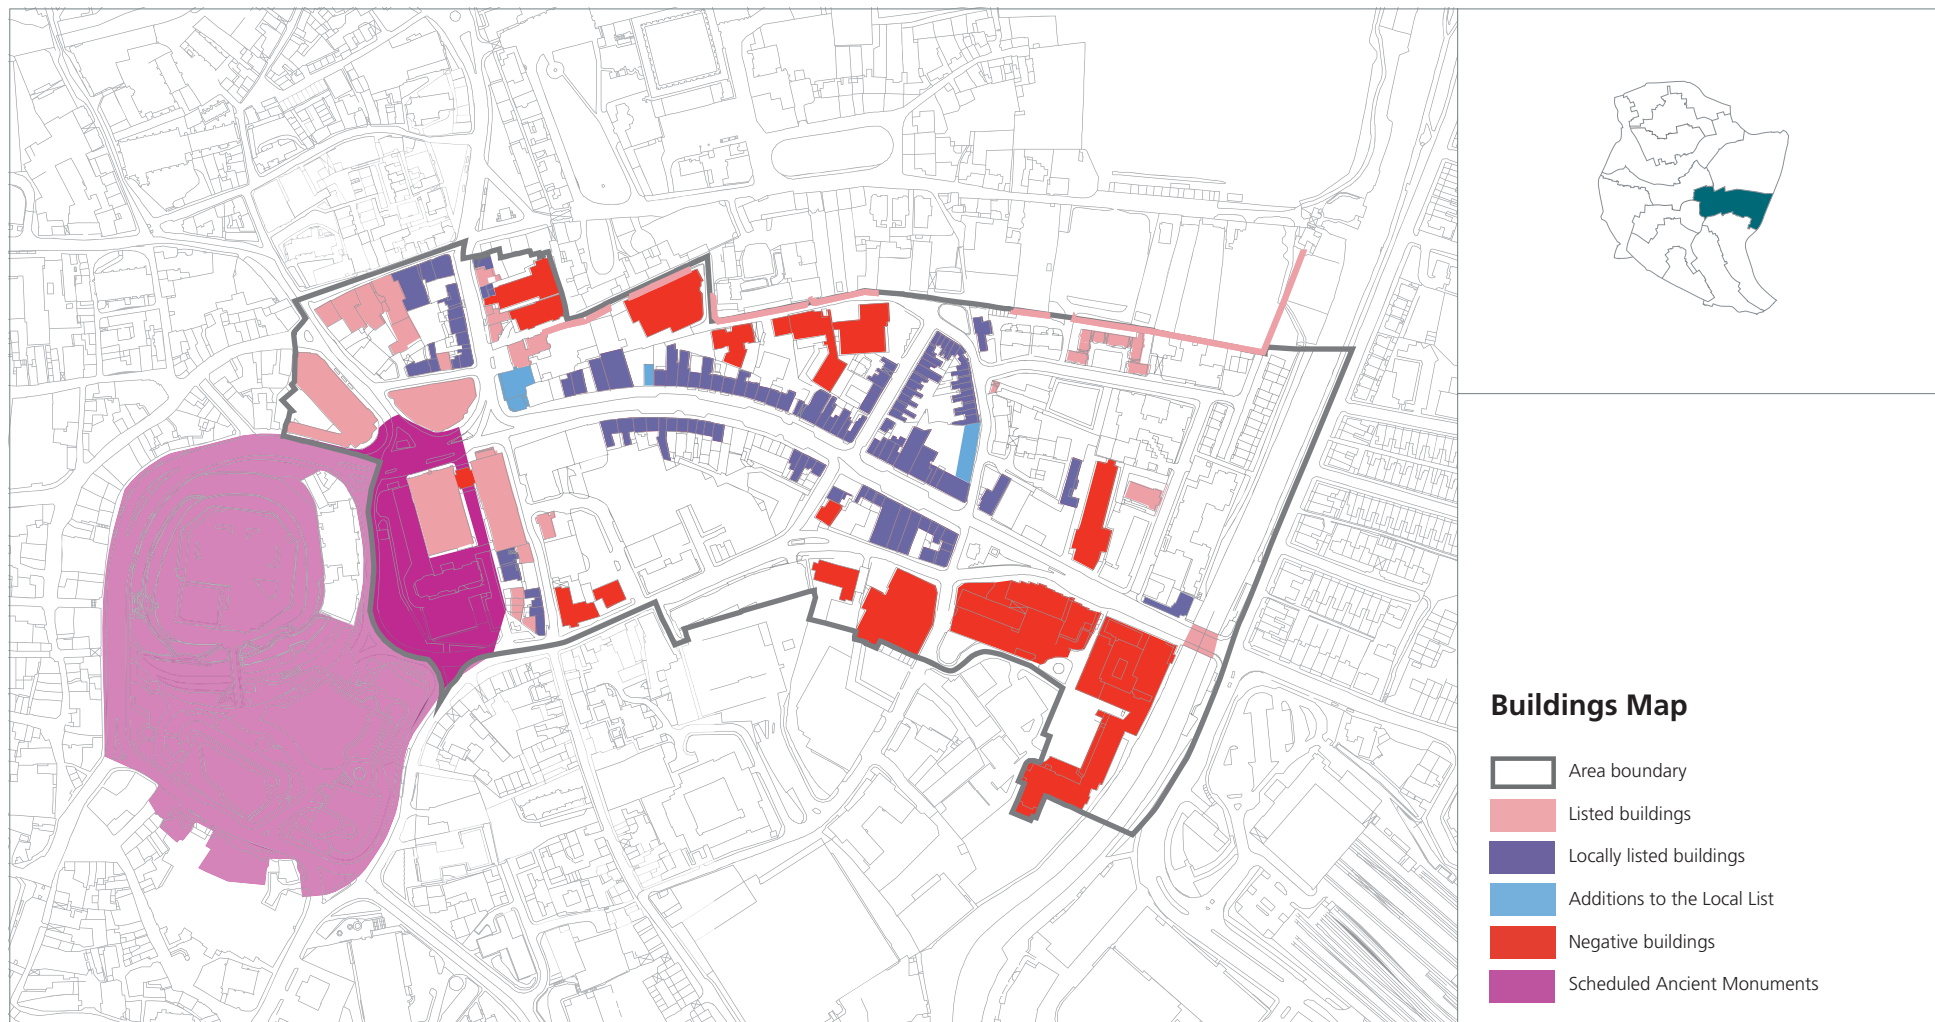 Buildings Map
Area boundary
Listed buildings
Locally listed buildings
Additions to the Local List
Negative buildings
Scheduled Ancient Monuments